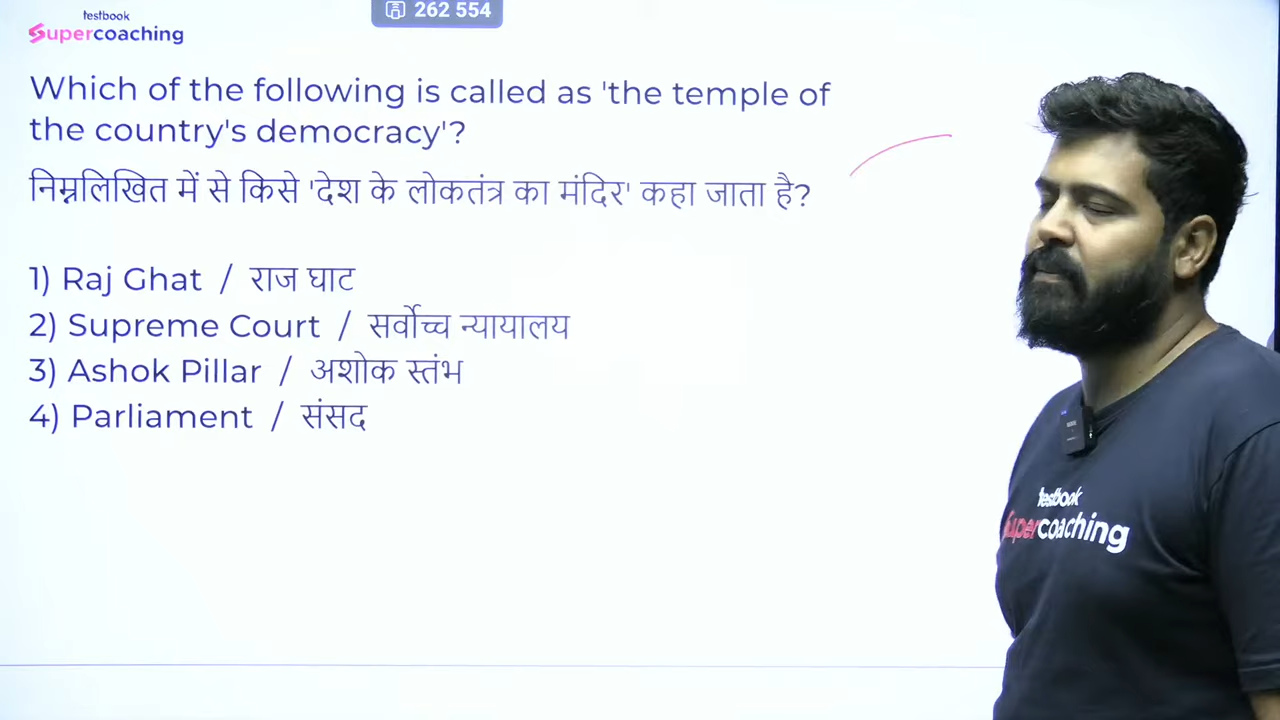 testbook
Supercoaching
262 554
Which of the following is called as 'the temple of
the country's democracy'?
निम्नलिखित में से किसे 'देश के लोकतंत्र का मंदिर' कहा जाता है?
1) Raj Ghat / राज घाट
2) Supreme Court / सर्वोच्च न्यायालय
3) Ashok Pillar / अशोक स्तंभ
4) Parliament / संसद
testbook
Supercoaching